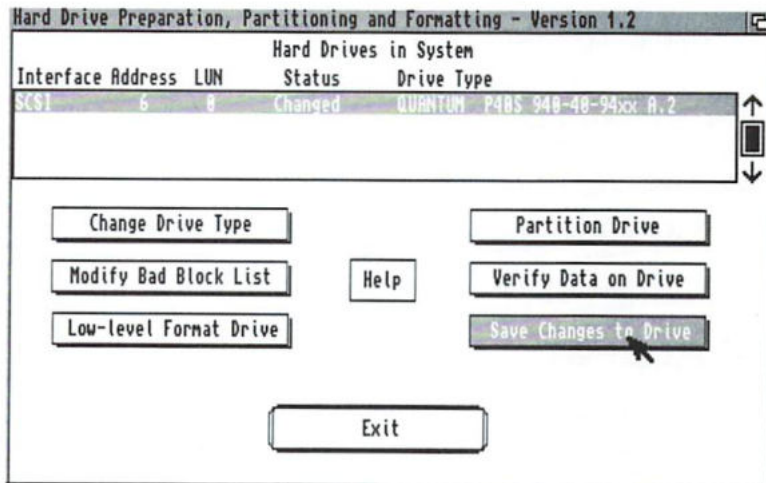 Hard Drive Preparation, Partitioning and Formatting - Version 1.2
Hard Drives in System
Interface Address LUN Status Drive Type
SCSI 6 0 Changed QUANTUM P40S 940-40-94xx A.2
Change Drive Type
Partition Drive
Modify Bad Block List
Help
Verify Data on Drive
Low-level Format Drive
Save Changes to Drive
Exit